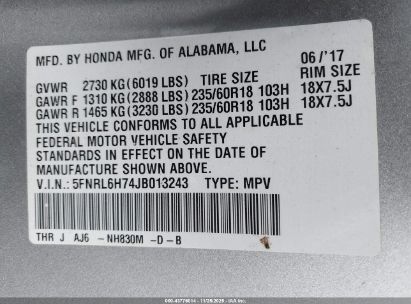 MFD. BY HONDA MFG. OF ALABAMA, LLC
06 /'17
GVWR 2730 KG (6019 LBS) TIRE SIZE RIM SIZE
GAWR F 1310 KG (2888 LBS) 235/60R18 103H 18X7.5J
GAWR R 1465 KG (3230 LBS) 235/60R18 103H 18X7.5J
THIS VEHICLE CONFORMS TO ALL APPLICABLE
FEDERAL MOTOR VEHICLE SAFETY
STANDARDS IN EFFECT ON THE DATE OF
MANUFACTURE SHOWN ABOVE.
V.I.N.: 5FNRL6H74JB013243 TYPE: MPV
THR J AJ6 -NH830M -D-B